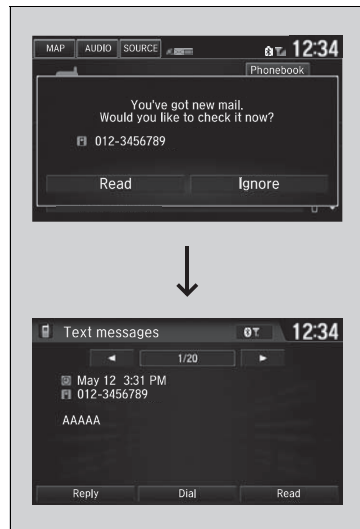 MAP AUDIO SOURCE 12:34
Phonebook
You've got new mail.
Would you like to check it now?
012-3456789
Read Ignore
Text messages 12:34
1/20
May 12 3:31 PM
012-3456789
AAAAA
Reply Dial Read